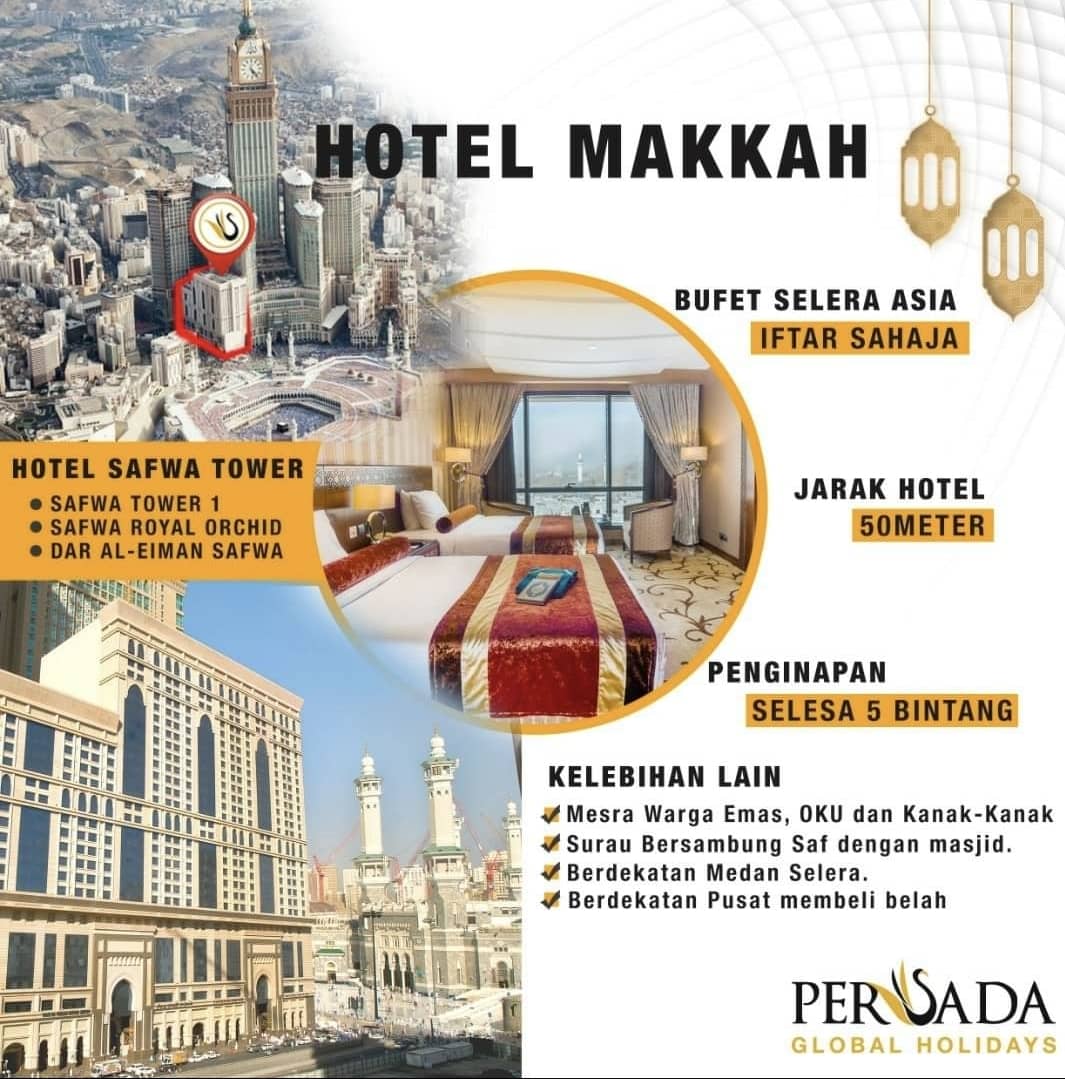 HOTEL MAKKAH
BUFET SELERA ASIA
IFTAR SAHAJA
HOTEL SAFWA TOWER
● SAFWA TOWER 1
● SAFWA ROYAL ORCHID
● DAR AL-EIMAN SAFWA
JARAK HOTEL
50METER
PENGINAPAN
SELESA 5 BINTANG
KELEBIHAN LAIN
Mesra Warga Emas, OKU dan Kanak-Kanak
Surau Bersambung Saf dengan masjid.
Berdekatan Medan Selera.
Berdekatan Pusat membeli belah
PERSADA
GLOBAL HOLIDAYS